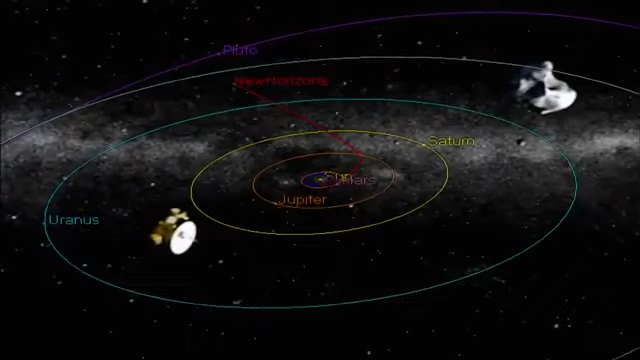 Pluto
New Horizons
Saturn
Sun
Mars
Jupiter
Uranus